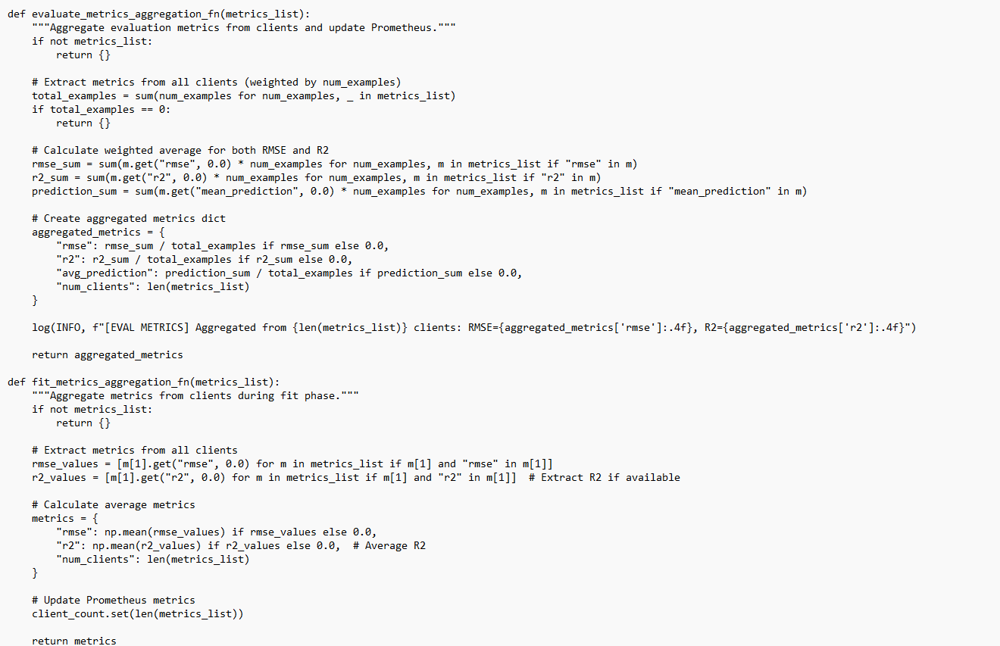 def evaluate_metrics_aggregation_fn(metrics_list):
    """Aggregate evaluation metrics from clients and update Prometheus."""
    if not metrics_list:
        return {}

    # Extract metrics from all clients (weighted by num_examples)
    total_examples = sum(num_examples for num_examples, _ in metrics_list)
    if total_examples == 0:
        return {}

    # Calculate weighted average for both RMSE and R2
    rmse_sum = sum(m.get("rmse", 0.0) * num_examples for num_examples, m in metrics_list if "rmse" in m)
    r2_sum = sum(m.get("r2", 0.0) * num_examples for num_examples, m in metrics_list if "r2" in m)
    prediction_sum = sum(m.get("mean_prediction", 0.0) * num_examples for num_examples, m in metrics_list if "mean_prediction" in m)

    # Create aggregated metrics dict
    aggregated_metrics = {
        "rmse": rmse_sum / total_examples if rmse_sum else 0.0,
        "r2": r2_sum / total_examples if r2_sum else 0.0,
        "avg_prediction": prediction_sum / total_examples if prediction_sum else 0.0,
        "num_clients": len(metrics_list)
    }

    log(INFO, f"[EVAL METRICS] Aggregated from {len(metrics_list)} clients: RMSE={aggregated_metrics['rmse']:.4f}, R2={aggregated_metrics['r2']:.4f}")

    return aggregated_metrics

def fit_metrics_aggregation_fn(metrics_list):
    """Aggregate metrics from clients during fit phase."""
    if not metrics_list:
        return {}

    # Extract metrics from all clients
    rmse_values = [m[1].get("rmse", 0.0) for m in metrics_list if m[1] and "rmse" in m[1]]
    r2_values = [m[1].get("r2", 0.0) for m in metrics_list if m[1] and "r2" in m[1]]  # Extract R2 if available

    # Calculate average metrics
    metrics = {
        "rmse": np.mean(rmse_values) if rmse_values else 0.0,
        "r2": np.mean(r2_values) if r2_values else 0.0,  # Average R2
        "num_clients": len(metrics_list)
    }

    # Update Prometheus metrics
    client_count.set(len(metrics_list))

    return metrics